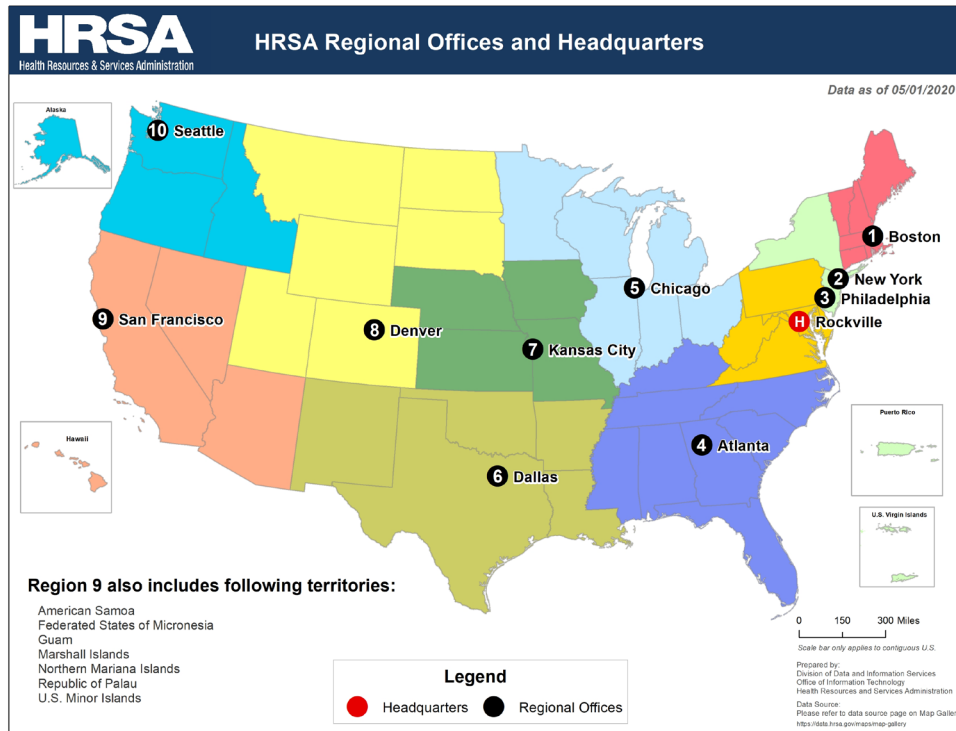 HRSA
Health Resources & Services Administration
HRSA Regional Offices and Headquarters
Data as of 05/01/2020
Alaska
10 Seattle
1 Boston
2 New York
3 Philadelphia
H Rockville
5 Chicago
9 San Francisco
8 Denver
7 Kansas City
4 Atlanta
6 Dallas
Hawaii
Puerto Rico
U.S. Virgin Islands
Region 9 also includes following territories:
American Samoa
Federated States of Micronesia
Guam
Marshall Islands
Northern Mariana Islands
Republic of Palau
U.S. Minor Islands
Legend
Headquarters
Regional Offices
0 150 300 Miles
Scale bar only applies to contiguous U.S.
Prepared by:
Division of Data and Information Services
Office of Information Technology
Health Resources and Services Administration
Data Source:
Please refer to data source page on Map Galler
https://data.hrsa.gov/maps/map-gallery